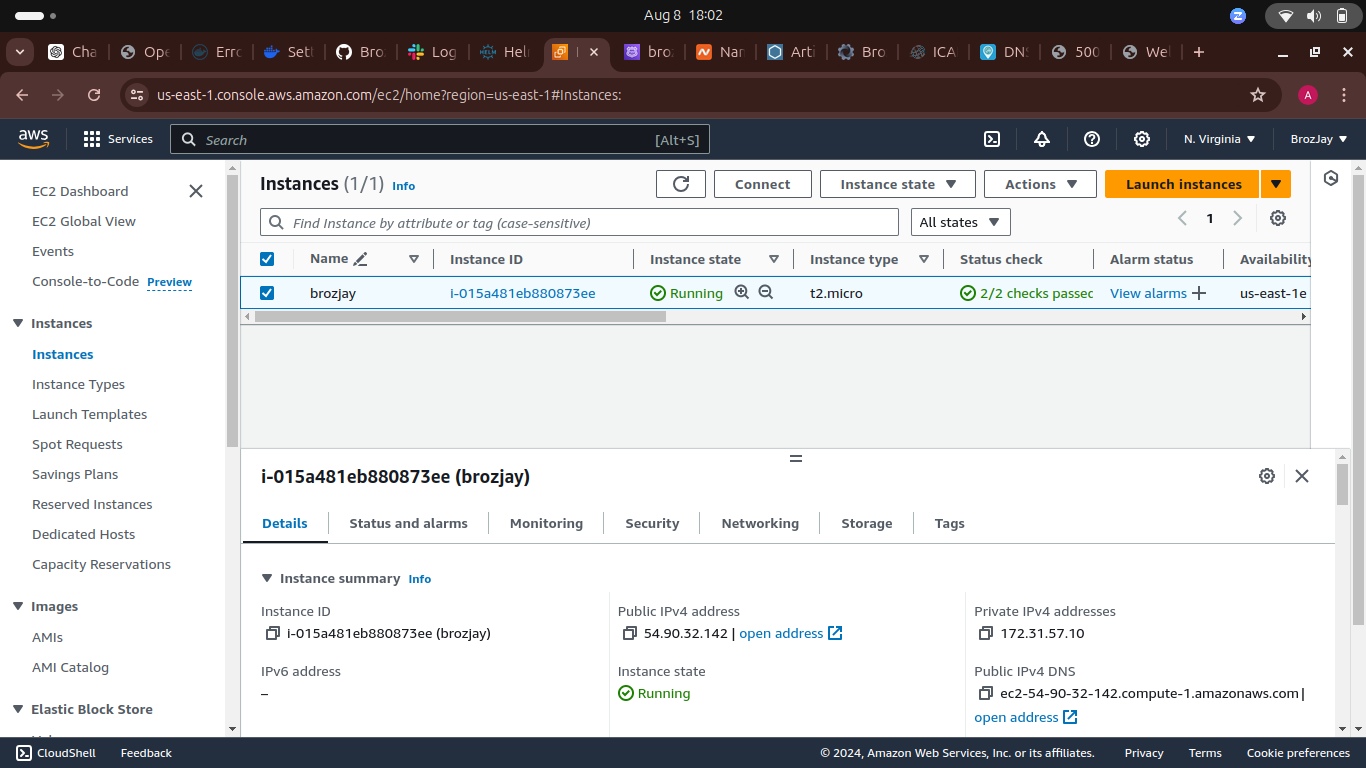 Aug 8 18:02
Cha
Ope
Erro
Sett
Bro
Log
Heln
bro
Nan
Arti
Bro
ICA
DNS
500
Wel
us-east-1.console.aws.amazon.com/ec2/home?region=us-east-1#Instances:
A
aws
Services
Search
[Alt+S]
N. Virginia
BrozJay
EC2 Dashboard
EC2 Global View
Events
Console-to-Code Preview
Instances
Instances
Instance Types
Launch Templates
Spot Requests
Savings Plans
Reserved Instances
Dedicated Hosts
Capacity Reservations
Images
AMIs
AMI Catalog
Elastic Block Store
Instances (1/1) Info
Connect
Instance state
Actions
Launch instances
Find Instance by attribute or tag (case-sensitive)
All states
1
Name
Instance ID
Instance state
Instance type
Status check
Alarm status
Availability
brozjay
i-015a481eb880873ee
Running
t2.micro
2/2 checks passed
View alarms
us-east-1e
i-015a481eb880873ee (brozjay)
Details
Status and alarms
Monitoring
Security
Networking
Storage
Tags
Instance summary Info
Instance ID
i-015a481eb880873ee (brozjay)
Public IPv4 address
54.90.32.142 | open address
Private IPv4 addresses
172.31.57.10
IPv6 address
–
Instance state
Running
Public IPv4 DNS
ec2-54-90-32-142.compute-1.amazonaws.com |
open address
CloudShell
Feedback
© 2024, Amazon Web Services, Inc. or its affiliates.
Privacy
Terms
Cookie preferences